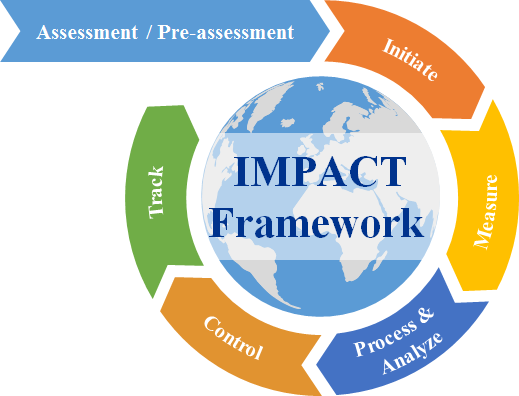 Assessment / Pre-assessment
Initiate
Measure
Process &
Analyze
Control
Track
IMPACT
Framework